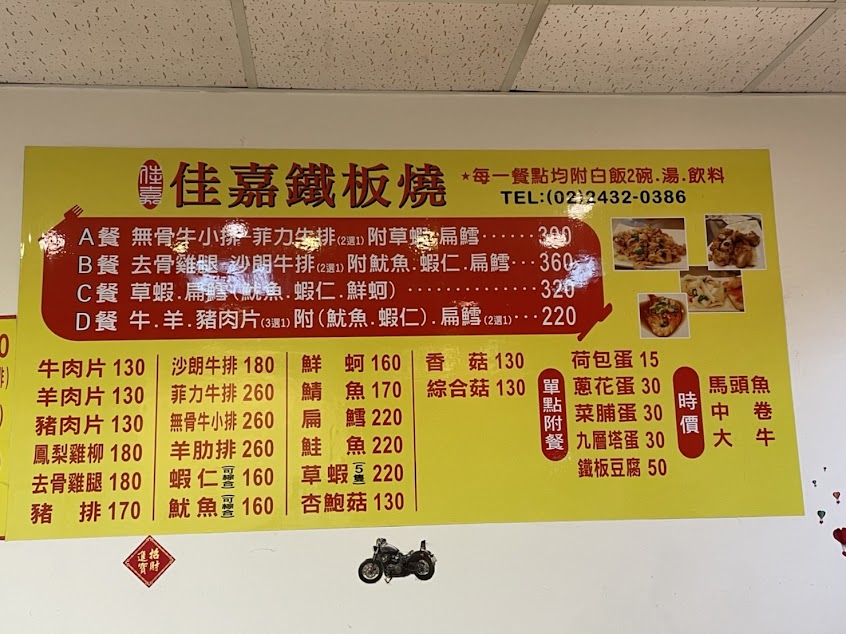 佳嘉
佳嘉鐵板燒
★每一餐點均附白飯2碗.湯.飲料
TEL:(02)2432-0386
A餐 無骨牛小排 菲力牛排(2選1)附草蝦.扁鱈······390
B餐 去骨雞腿 沙朗牛排(2選1)附魷魚.蝦仁.扁鱈···360
C餐 草蝦.扁鱈(魷魚.蝦仁.鮮蚵)··············320
D餐 牛.羊.豬肉片(3選1)附(魷魚.蝦仁).扁鱈(2選1)···220
牛肉片 130
羊肉片 130
豬肉片 130
鳳梨雞柳 180
去骨雞腿 180
豬 排 170
沙朗牛排 180
菲力牛排 260
無骨牛小排 260
羊肋排 260
蝦仁(可綜合) 160
魷魚(可綜合) 160
鮮 蚵 160
鯖 魚 170
扁 鱈 220
鮭 魚 220
草蝦(5隻) 220
杏鮑菇 130
香 菇 130
綜合菇 130
單點附餐
荷包蛋 15
蔥花蛋 30
菜脯蛋 30
九層塔蛋 30
鐵板豆腐 50
時價
馬頭魚
中 卷
大 牛
招財進寶